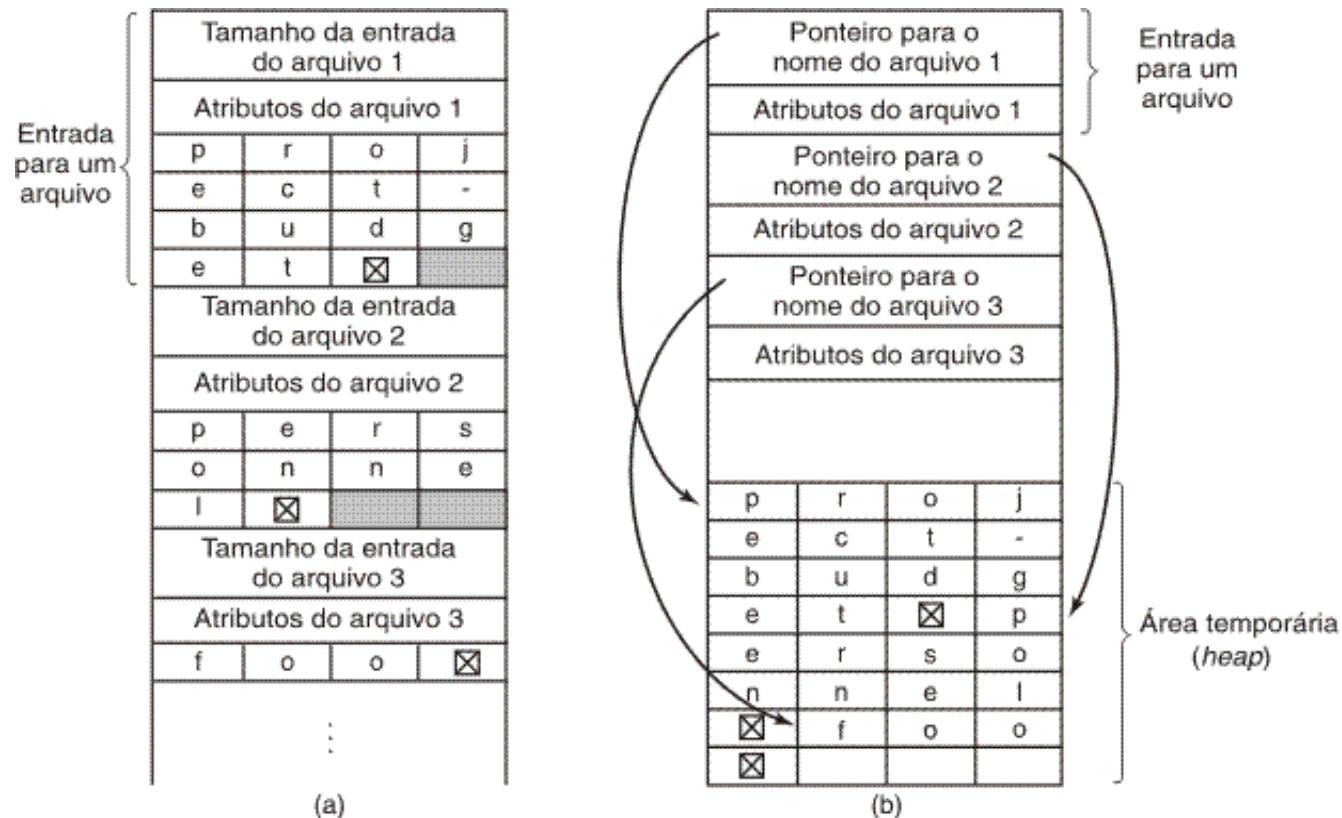 Tamanho da entrada
do arquivo 1
Atributos do arquivo 1
Entrada
para um
arquivo
p r o j
e c t -
b u d g
e t ☒
Tamanho da entrada
do arquivo 2
Atributos do arquivo 2
p e r s
o n n e
l ☒
Tamanho da entrada
do arquivo 3
Atributos do arquivo 3
f o o ☒
⋮
(a)
Ponteiro para o
nome do arquivo 1
Atributos do arquivo 1
Entrada
para um
arquivo
Ponteiro para o
nome do arquivo 2
Atributos do arquivo 2
Ponteiro para o
nome do arquivo 3
Atributos do arquivo 3
p r o j
e c t -
b u d g
e t ☒ p
e r s o
n n e l
☒ f o o
☒
Área temporária
(heap)
(b)